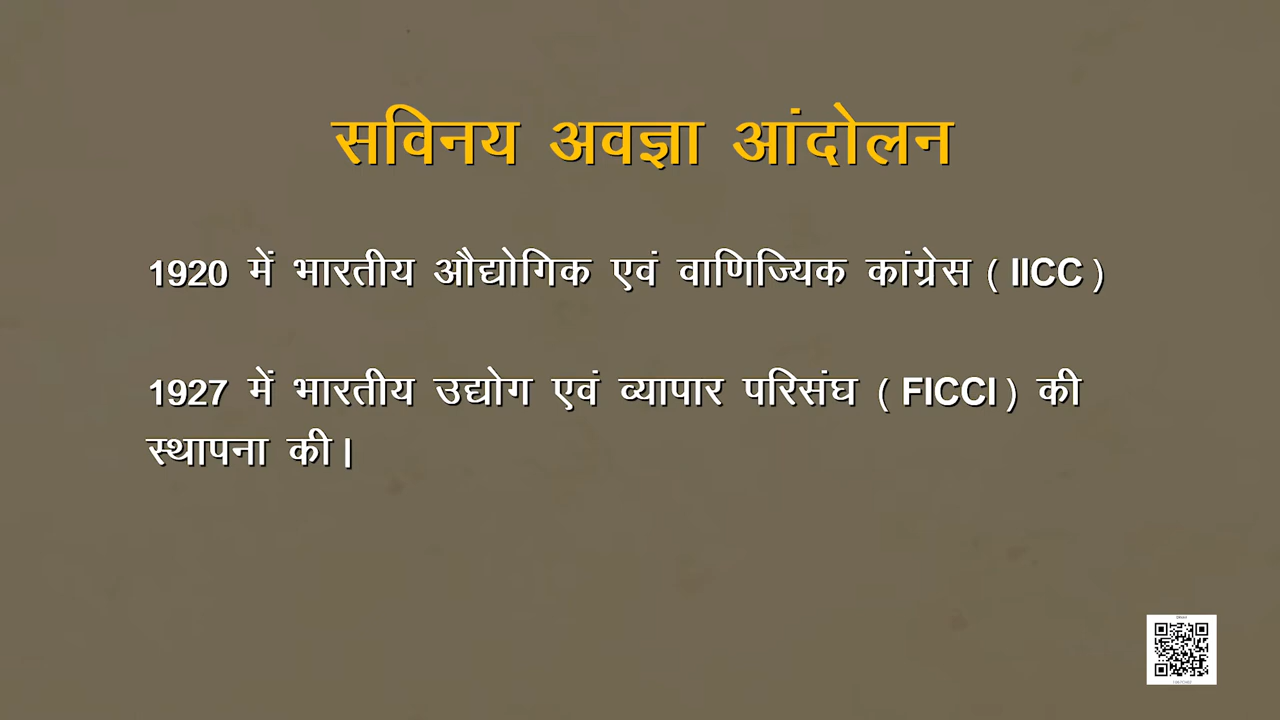 सविनय अवज्ञा आंदोलन
1920 में भारतीय औद्योगिक एवं वाणिज्यिक कांग्रेस ( IICC )
1927 में भारतीय उद्योग एवं व्यापार परिसंघ ( FICCI ) की
स्थापना की।